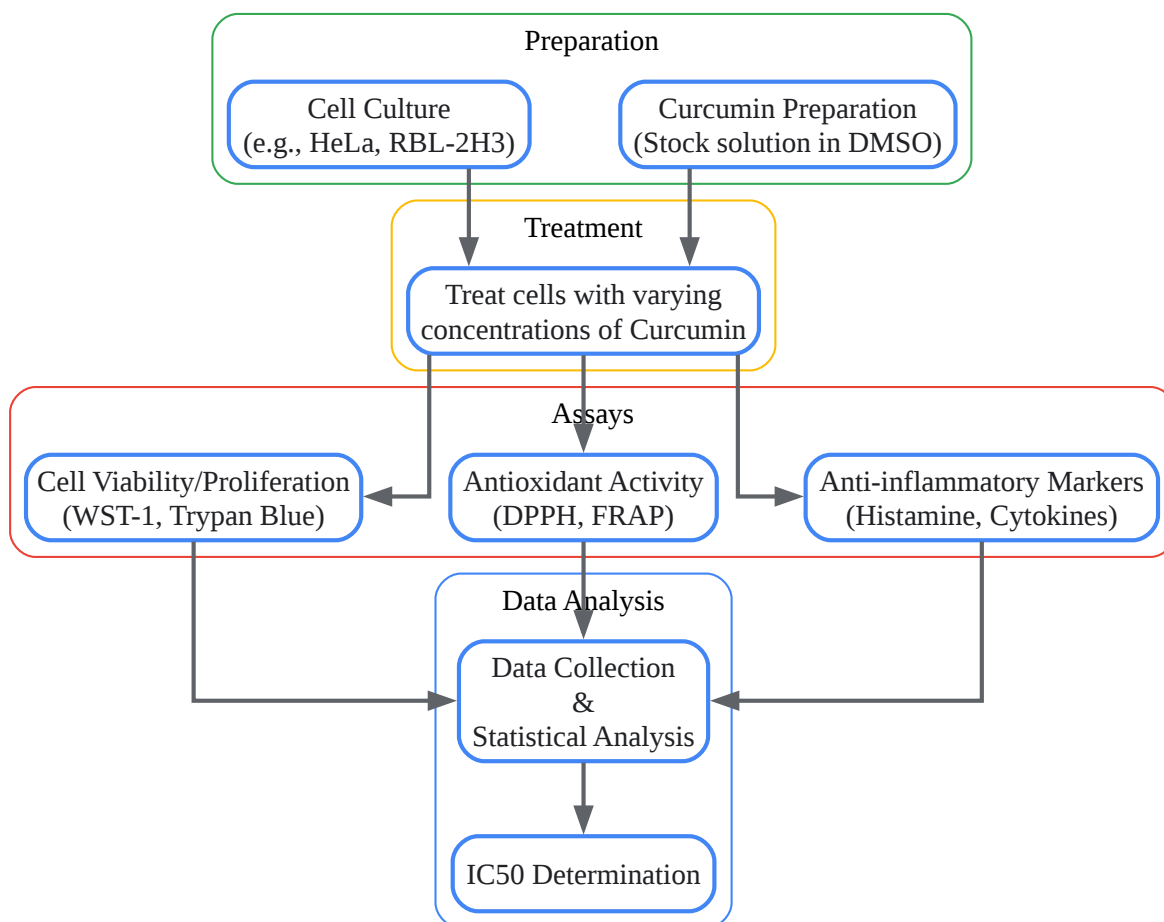 Preparation
Cell Culture
(e.g., HeLa, RBL-2H3)
Curcumin Preparation
(Stock solution in DMSO)
Treatment
Treat cells with varying
concentrations of Curcumin
Assays
Cell Viability/Proliferation
(WST-1, Trypan Blue)
Antioxidant Activity
(DPPH, FRAP)
Anti-inflammatory Markers
(Histamine, Cytokines)
Data Analysis
Data Collection
&
Statistical Analysis
IC50 Determination